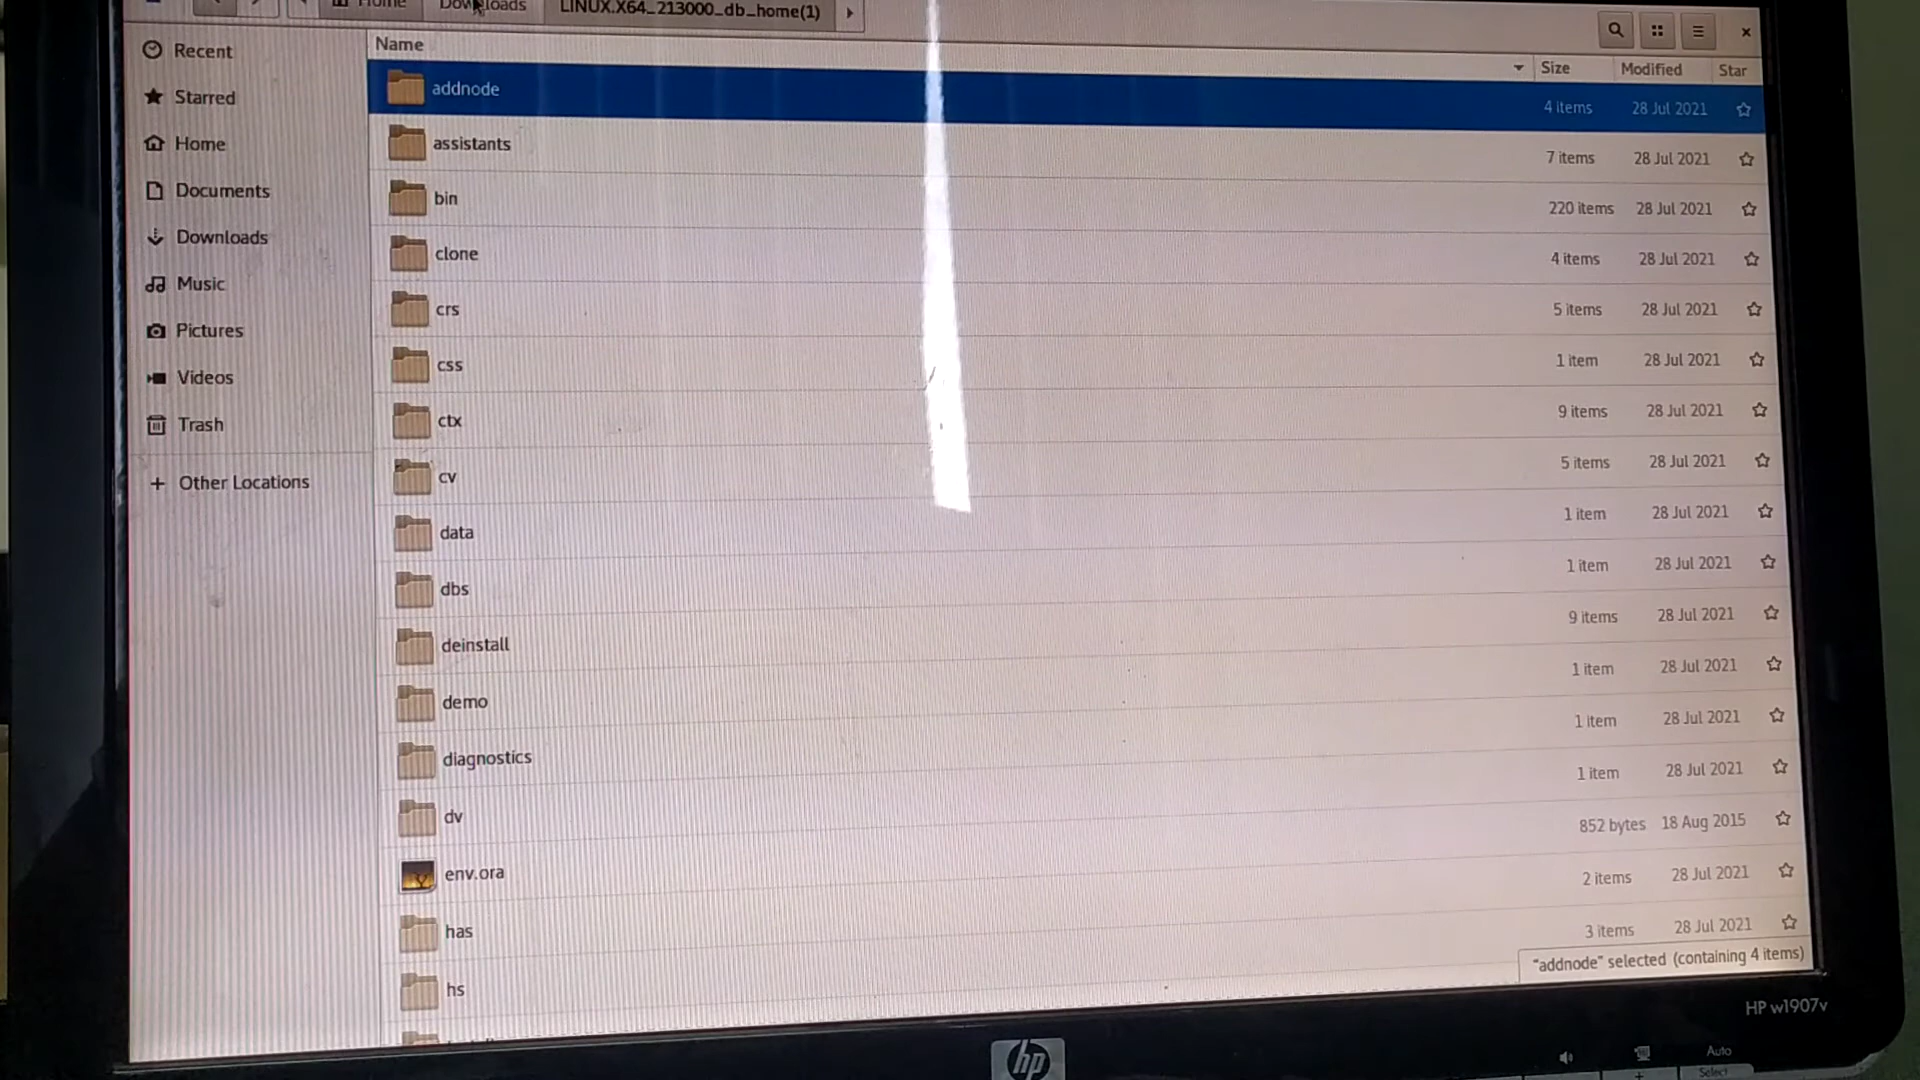 Home Downloads LINUX.X64_213000_db_home(1)
Name Size Modified Star
Recent
Starred
Home
Documents
Downloads
Music
Pictures
Videos
Trash
Other Locations
addnode 4 items 28 Jul 2021
assistants 7 items 28 Jul 2021
bin 220 items 28 Jul 2021
clone 4 items 28 Jul 2021
crs 5 items 28 Jul 2021
css 1 item 28 Jul 2021
ctx 9 items 28 Jul 2021
cv 5 items 28 Jul 2021
data 1 item 28 Jul 2021
dbs 1 item 28 Jul 2021
deinstall 9 items 28 Jul 2021
demo 1 item 28 Jul 2021
diagnostics 1 item 28 Jul 2021
dv 1 item 28 Jul 2021
env.ora 852 bytes 18 Aug 2015
has 2 items 28 Jul 2021
hs 3 items 28 Jul 2021
"addnode" selected (containing 4 items)
HP w1907v
hp
Auto
Select